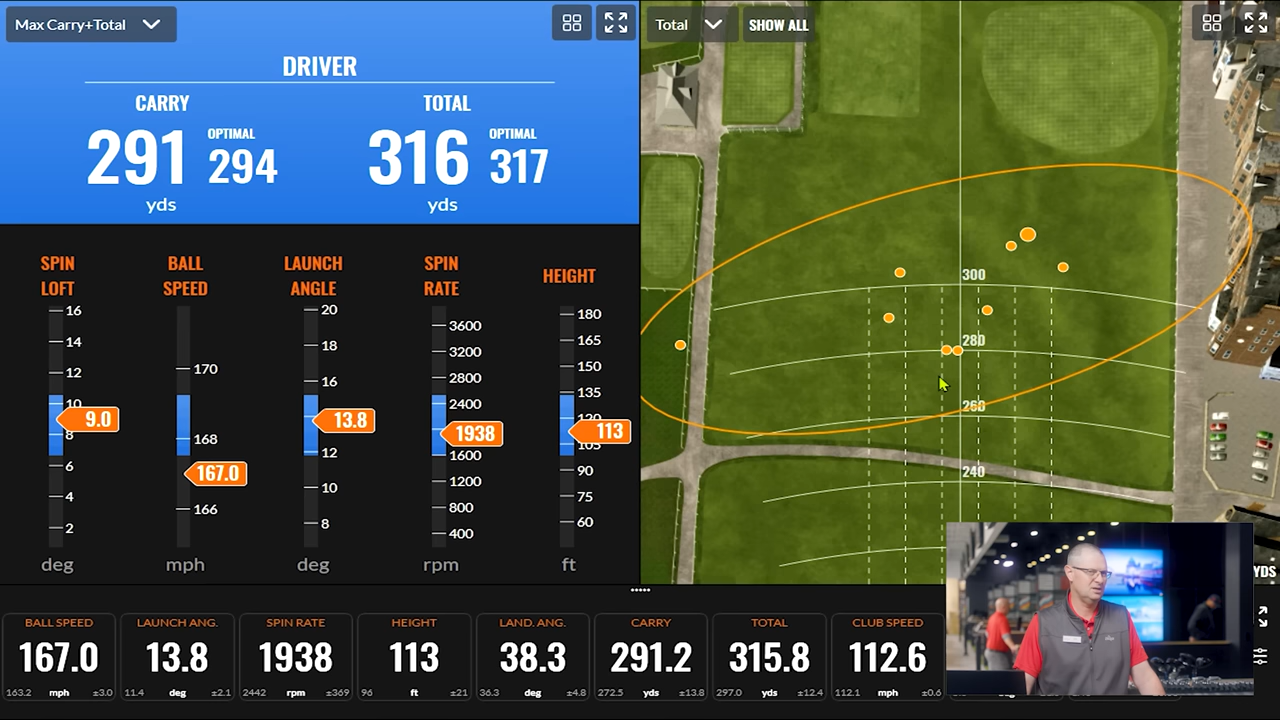 Max Carry+Total
DRIVER
CARRY
TOTAL
291
OPTIMAL
294
316
OPTIMAL
317
yds
yds
SPIN
LOFT
BALL
SPEED
LAUNCH
ANGLE
SPIN
RATE
HEIGHT
16
14
12
10
8
6
4
2
9.0
deg
170
168
166
167.0
mph
20
18
16
12
10
8
13.8
deg
3600
3200
2800
2400
1600
1200
800
400
1938
rpm
180
165
150
135
120
105
90
75
60
113
ft
Total
SHOW ALL
300
280
260
240
YDS
BALL SPEED
167.0
163.2 mph ±3.0
LAUNCH ANG.
13.8
11.4 deg ±2.1
SPIN RATE
1938
2442 rpm ±369
HEIGHT
113
96 ft ±21
LAND. ANG.
38.3
36.3 deg ±4.8
CARRY
291.2
272.5 yds ±13.8
TOTAL
315.8
297.0 yds ±12.4
CLUB SPEED
112.6
112.1 mph ±0.6